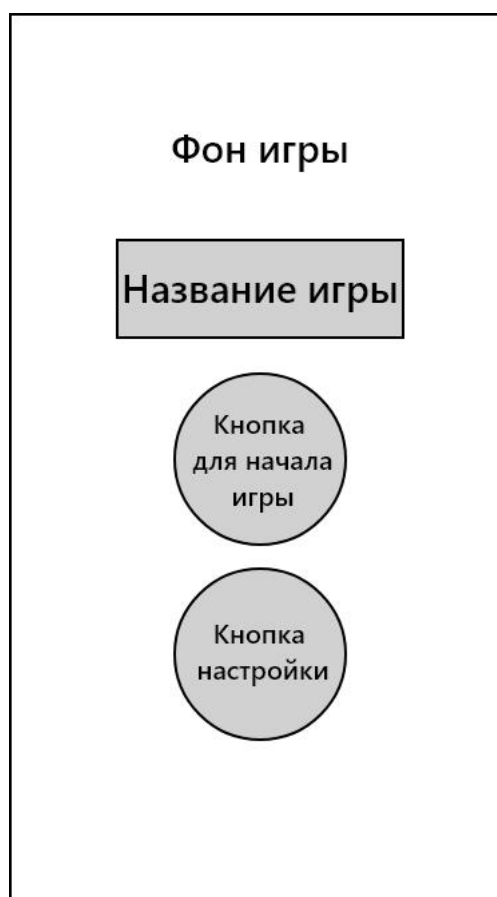 Фон игры
Название игры
Кнопка
для начала
игры
Кнопка
настройки